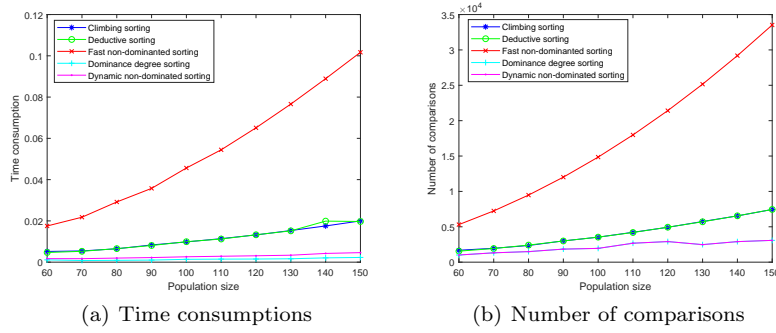 0.12
0.1
0.08
0.06
0.04
0.02
0
Time consumption
Climbing sorting
Deductive sorting
Fast non-dominanted sorting
Dominance degree sorting
Dynamic non-dominated sorting
60 70 80 90 100 110 120 130 140 150
Population size
(a) Time consumptions
×10⁴
3.5
3
2.5
2
1.5
1
0.5
0
Number of comparisons
Climbing sorting
Deductive sorting
Fast non-dominanted sorting
Dominance degree sorting
Dynamic non-dominated sorting
60 70 80 90 100 110 120 130 140 150
Population size
(b) Number of comparisons